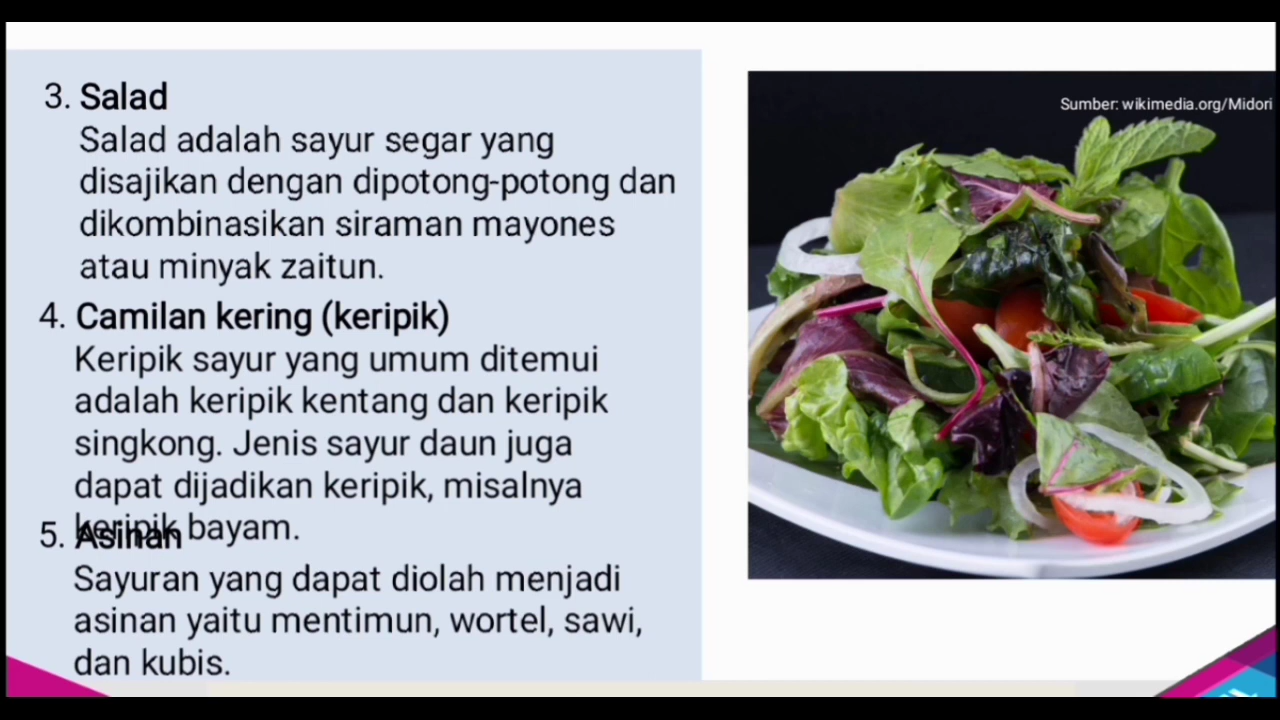 3. Salad
Salad adalah sayur segar yang
disajikan dengan dipotong-potong dan
dikombinasikan siraman mayones
atau minyak zaitun.
4. Camilan kering (keripik)
Keripik sayur yang umum ditemui
adalah keripik kentang dan keripik
singkong. Jenis sayur daun juga
dapat dijadikan keripik, misalnya
keripik bayam.
5. Asinan
Sayuran yang dapat diolah menjadi
asinan yaitu mentimun, wortel, sawi,
dan kubis.
Sumber: wikimedia.org/Midori